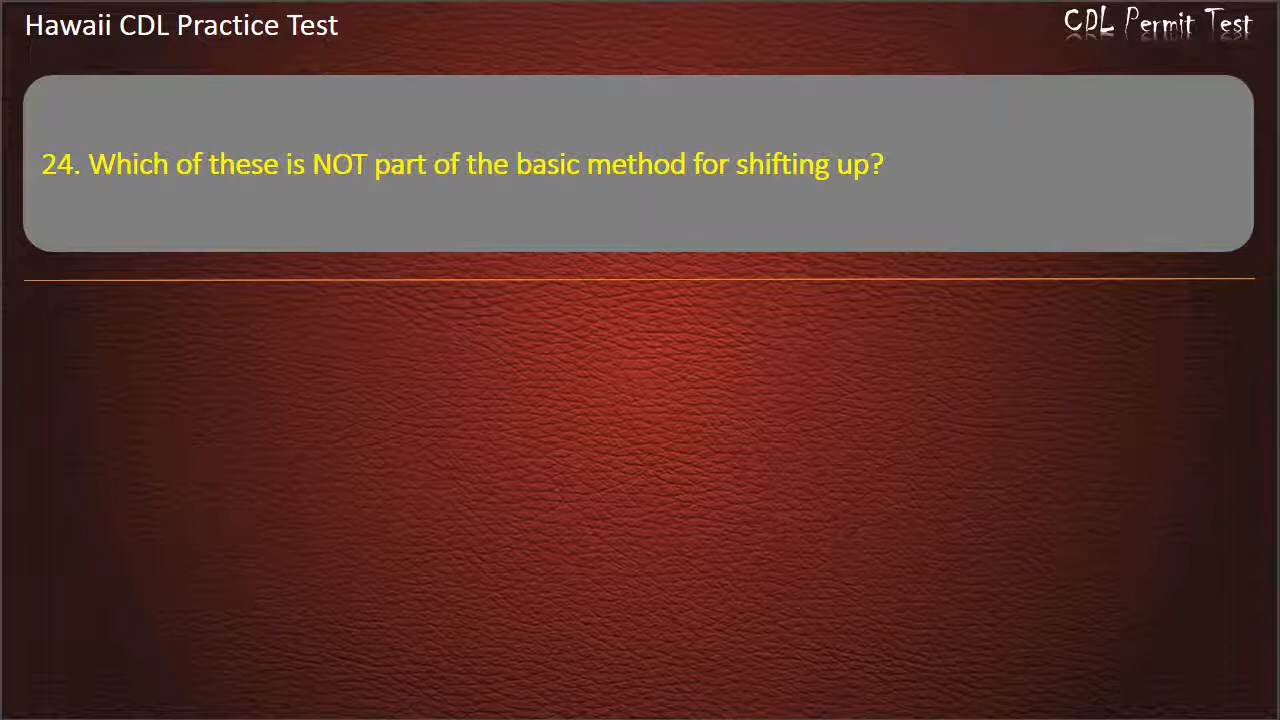 Hawaii CDL Practice Test
CDL Permit Test
24. Which of these is NOT part of the basic method for shifting up?